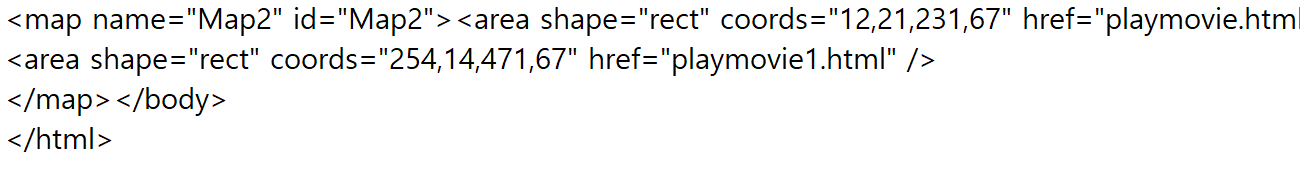 <map name="Map2" id="Map2"><area shape="rect" coords="12,21,231,67" href="playmovie.html
<area shape="rect" coords="254,14,471,67" href="playmovie1.html" />
</map></body>
</html>